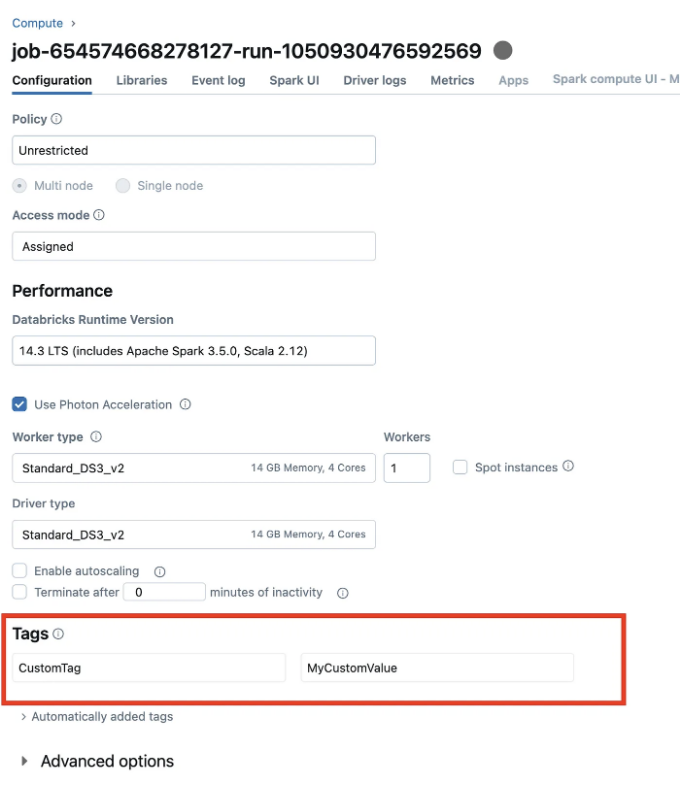 Compute ›
job-654574668278127-run-1050930476592569
Configuration Libraries Event log Spark UI Driver logs Metrics Apps Spark compute UI - M
Policy
Unrestricted
Multi node Single node
Access mode
Assigned
Performance
Databricks Runtime Version
14.3 LTS (includes Apache Spark 3.5.0, Scala 2.12)
Use Photon Acceleration
Worker type Workers
Standard_DS3_v2 14 GB Memory, 4 Cores 1 Spot instances
Driver type
Standard_DS3_v2 14 GB Memory, 4 Cores
Enable autoscaling
Terminate after 0 minutes of inactivity
Tags
CustomTag MyCustomValue
Automatically added tags
Advanced options